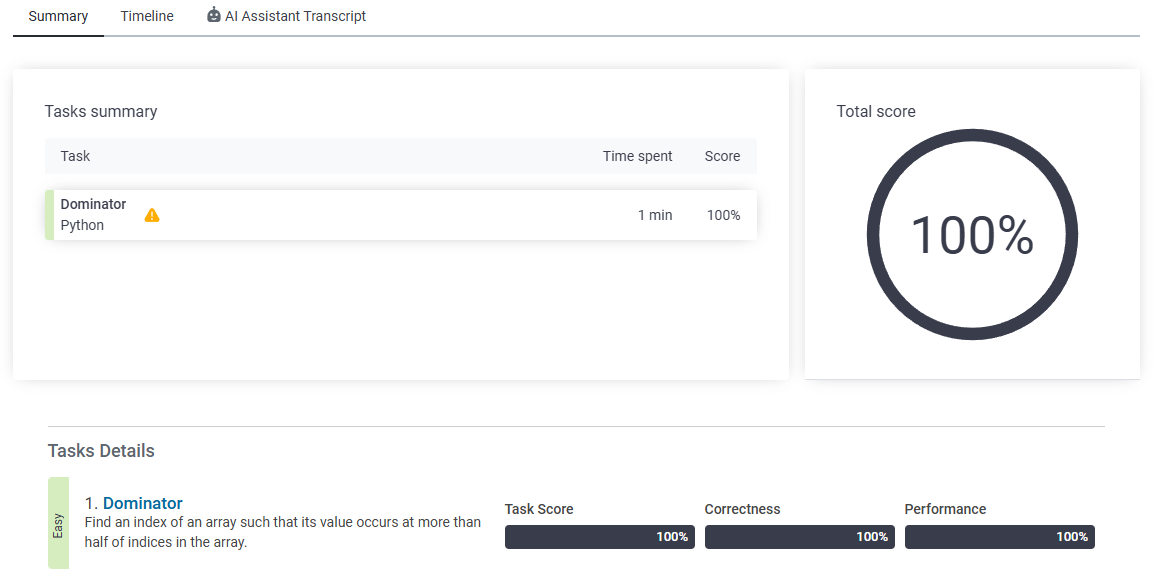 Summary Timeline AI Assistant Transcript
Tasks summary
Task Time spent Score
Dominator
Python
1 min 100%
Total score
100%
Tasks Details
Easy
1. Dominator
Find an index of an array such that its value occurs at more than
half of indices in the array.
Task Score Correctness Performance
100% 100% 100%